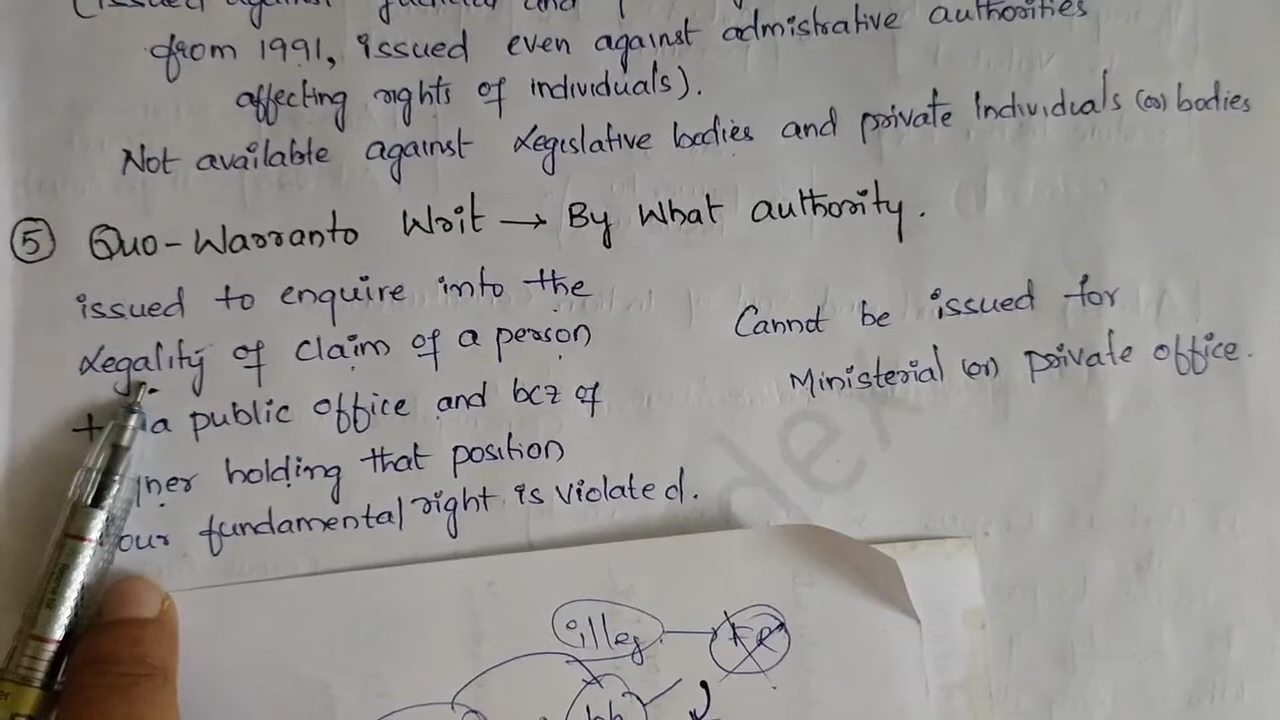 (issued against
from 1991, issued even against admistrative authorities
affecting rights of individuals).
Not available against Legislative bodies and private Individuals (or) bodies
⑤ Quo-Warranto Writ → By What authority.
issued to enquire into the
Legality of claim of a person
a public office and bcz of
holding that position
our fundamental right is violated.
Cannot be issued for
Ministerial (or) private office.
illeg